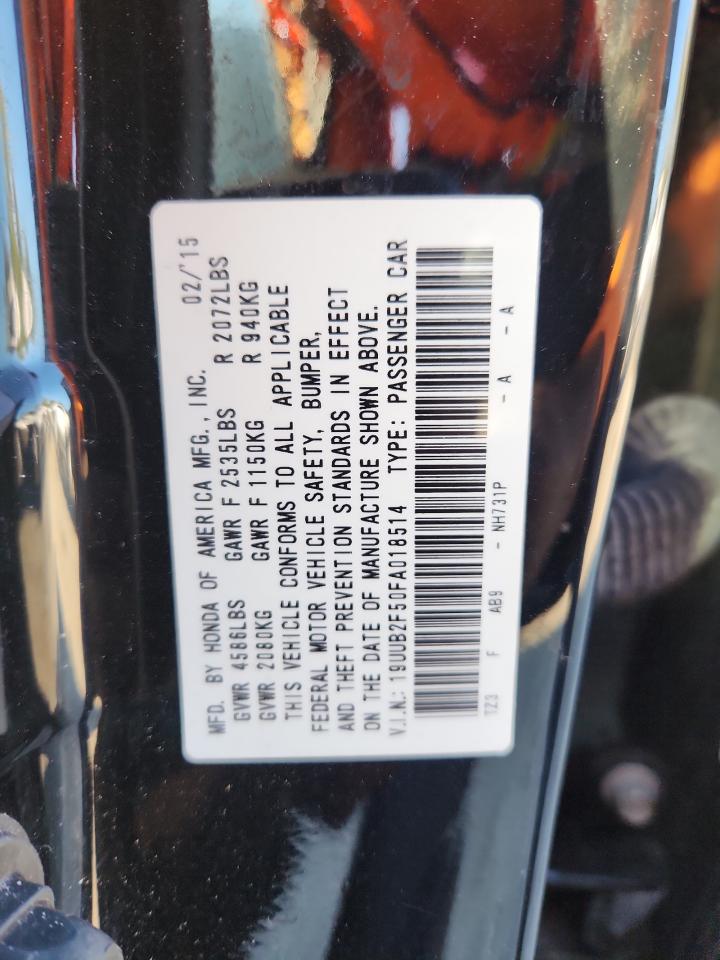 MFD. BY HONDA OF AMERICA MFG., INC. 02/'15
GVWR 4586LBS GAWR F 2535LBS R 2072LBS
GVWR 2080KG GAWR F 1150KG R 940KG
THIS VEHICLE CONFORMS TO ALL APPLICABLE
FEDERAL MOTOR VEHICLE SAFETY, BUMPER,
AND THEFT PREVENTION STANDARDS IN EFFECT
ON THE DATE OF MANUFACTURE SHOWN ABOVE.
V.I.N.: 19UUB2F50FA018514 TYPE: PASSENGER CAR
TZ3 F AB9 - NH731P - A - A